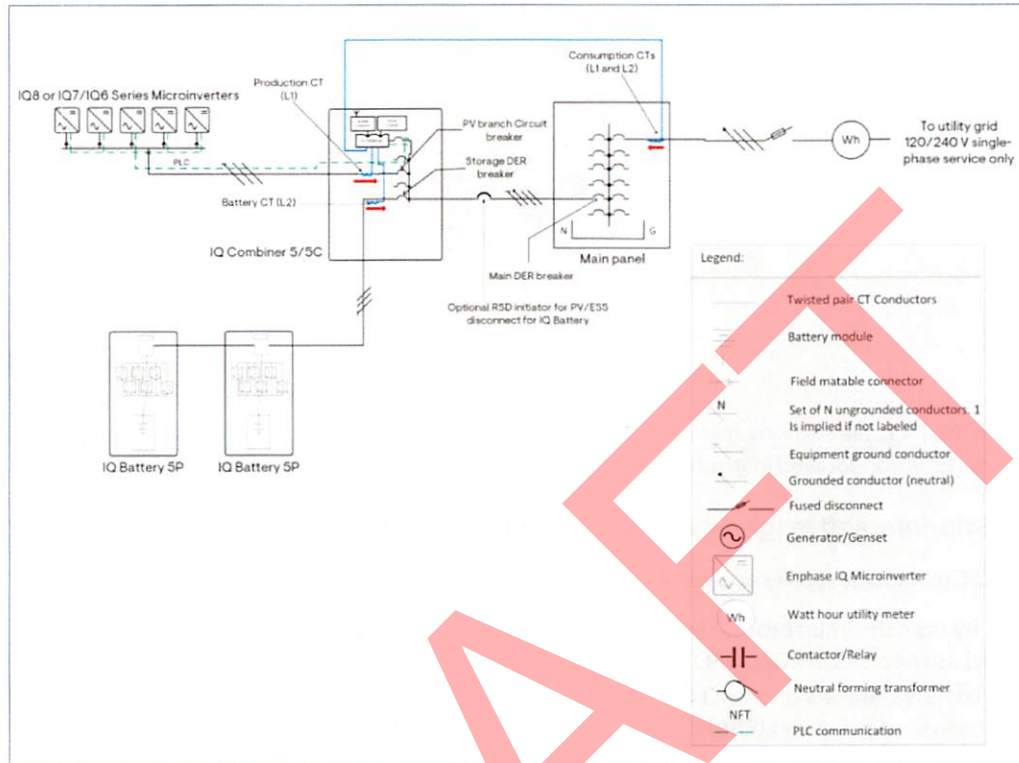 Consumption CTs
(L1 and L2)
Production CT
(L1)
IQ8 or IQ7/IQ6 Series Microinverters
PV branch Circuit
breaker
Wh
To utility grid
120/240 V single-
phase service only
PLC
Storage DER
breaker
Battery CT (L2)
N
G
IQ Combiner 5/5C
Main panel
Main DER breaker
Optional RSD initiator for PV/ESS
disconnect for IQ Battery
IQ Battery 5P
IQ Battery 5P
Legend:
Twisted pair CT Conductors
Battery module
Field matable connector
N
Set of N ungrounded conductors, 1
Is implied if not labeled
Equipment ground conductor
Grounded conductor (neutral)
Fused disconnect
Generator/Genset
Enphase IQ Microinverter
Wh
Watt hour utility meter
Contactor/Relay
Neutral forming transformer
NFT
PLC communication